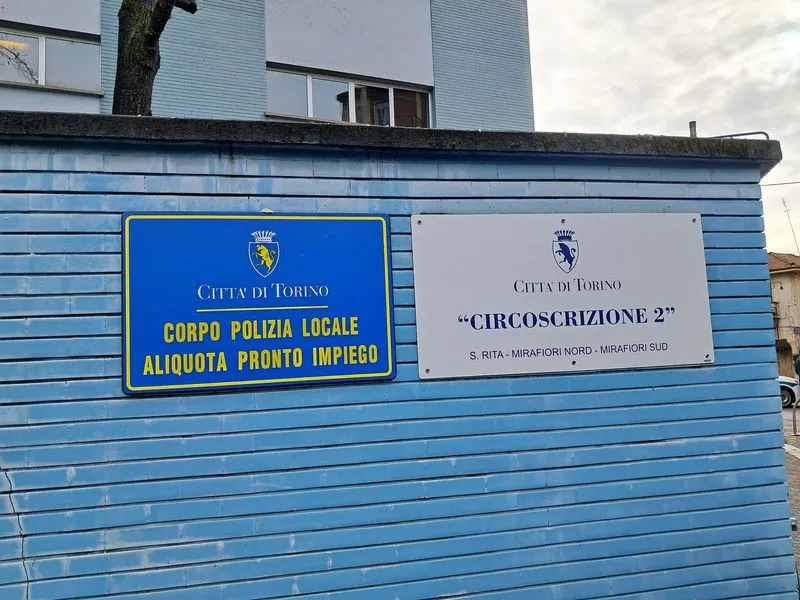 CITTA' DI TORINO
CORPO POLIZIA LOCALE
ALIQUOTA PRONTO IMPIEGO
CITTA' DI TORINO
“CIRCOSCRIZIONE 2”
S. RITA - MIRAFIORI NORD - MIRAFIORI SUD